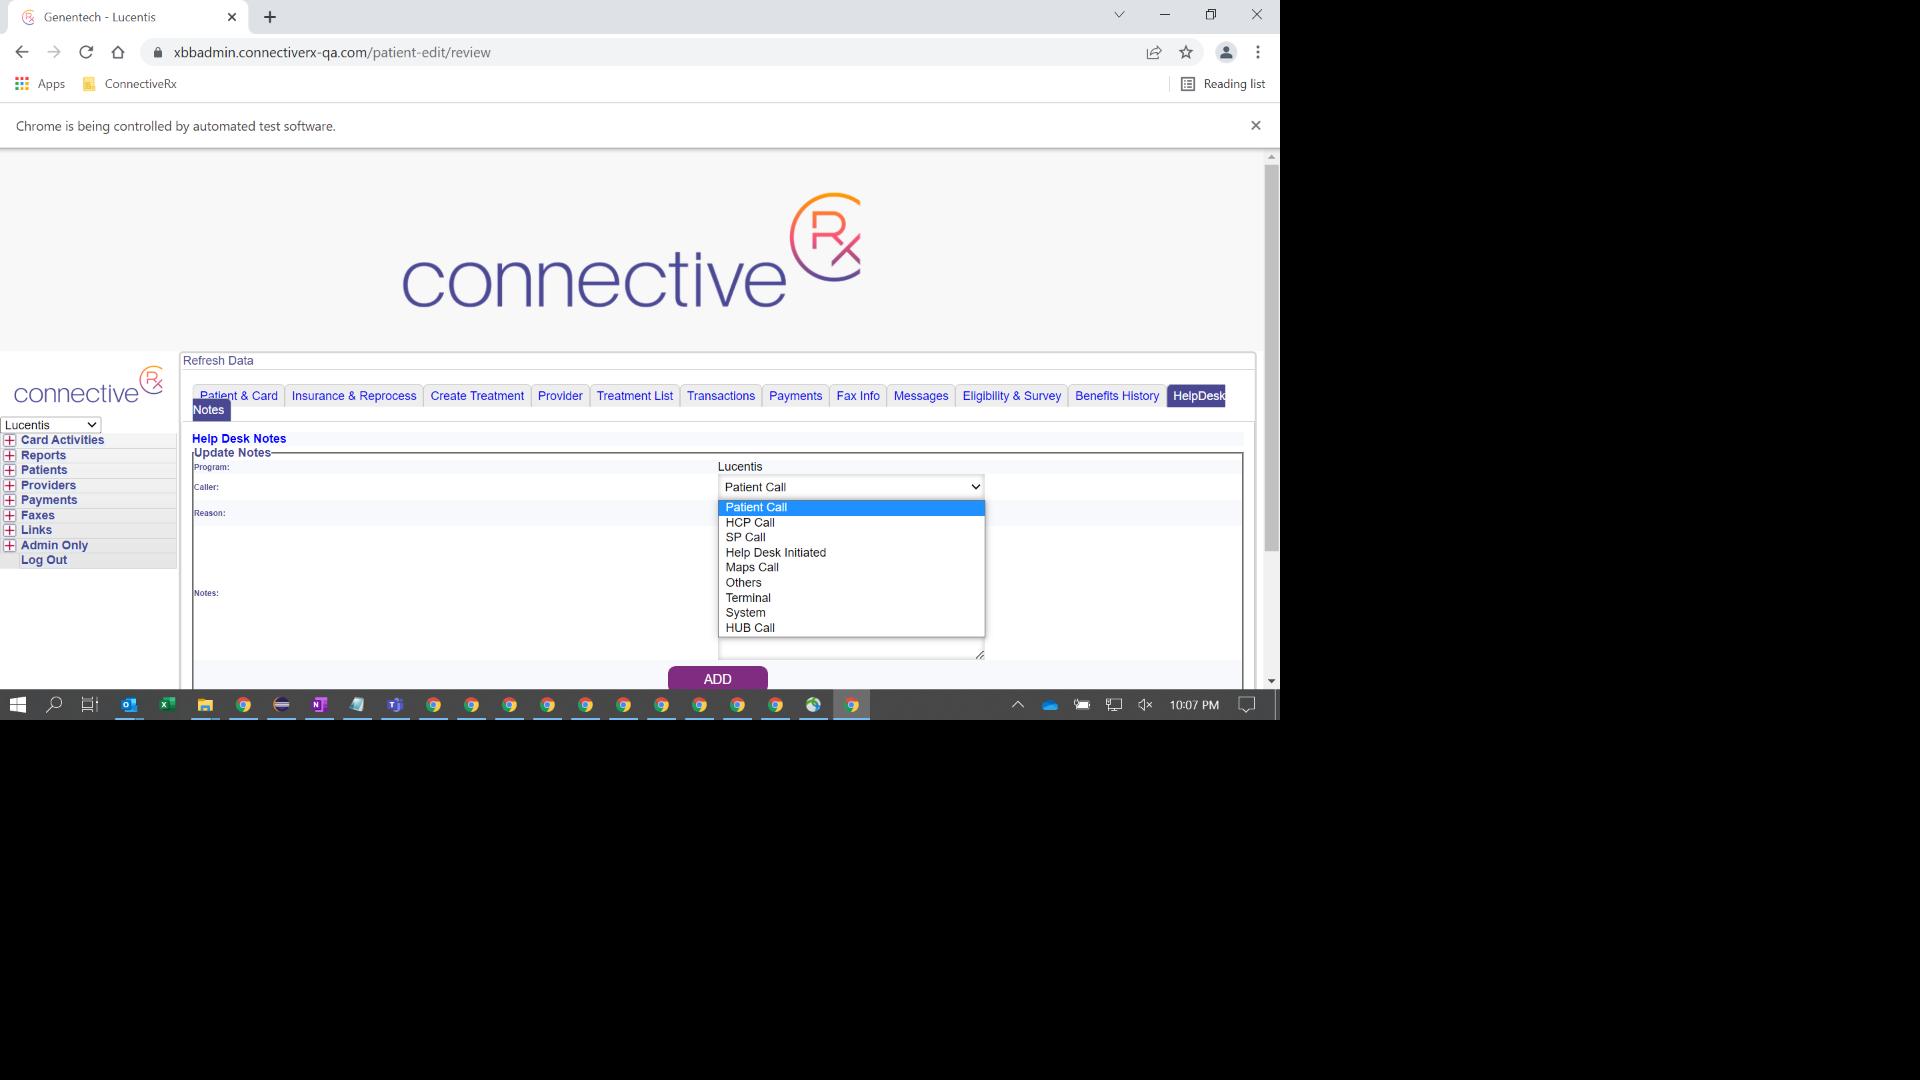 Genentech - Lucentis
xbbadmin.connectiverx-qa.com/patient-edit/review
Apps
ConnectiveRx
Reading list
Chrome is being controlled by automated test software.
connective Rx
Refresh Data
connective Rx
Patient & Card
Insurance & Reprocess
Create Treatment
Provider
Treatment List
Transactions
Payments
Fax Info
Messages
Eligibility & Survey
Benefits History
HelpDesk
Notes
Lucentis
Card Activities
Reports
Patients
Providers
Payments
Faxes
Links
Admin Only
Log Out
Help Desk Notes
Update Notes
Program:
Lucentis
Caller:
Patient Call
Reason:
Patient Call
HCP Call
SP Call
Help Desk Initiated
Maps Call
Others
Terminal
System
HUB Call
Notes:
ADD
10:07 PM